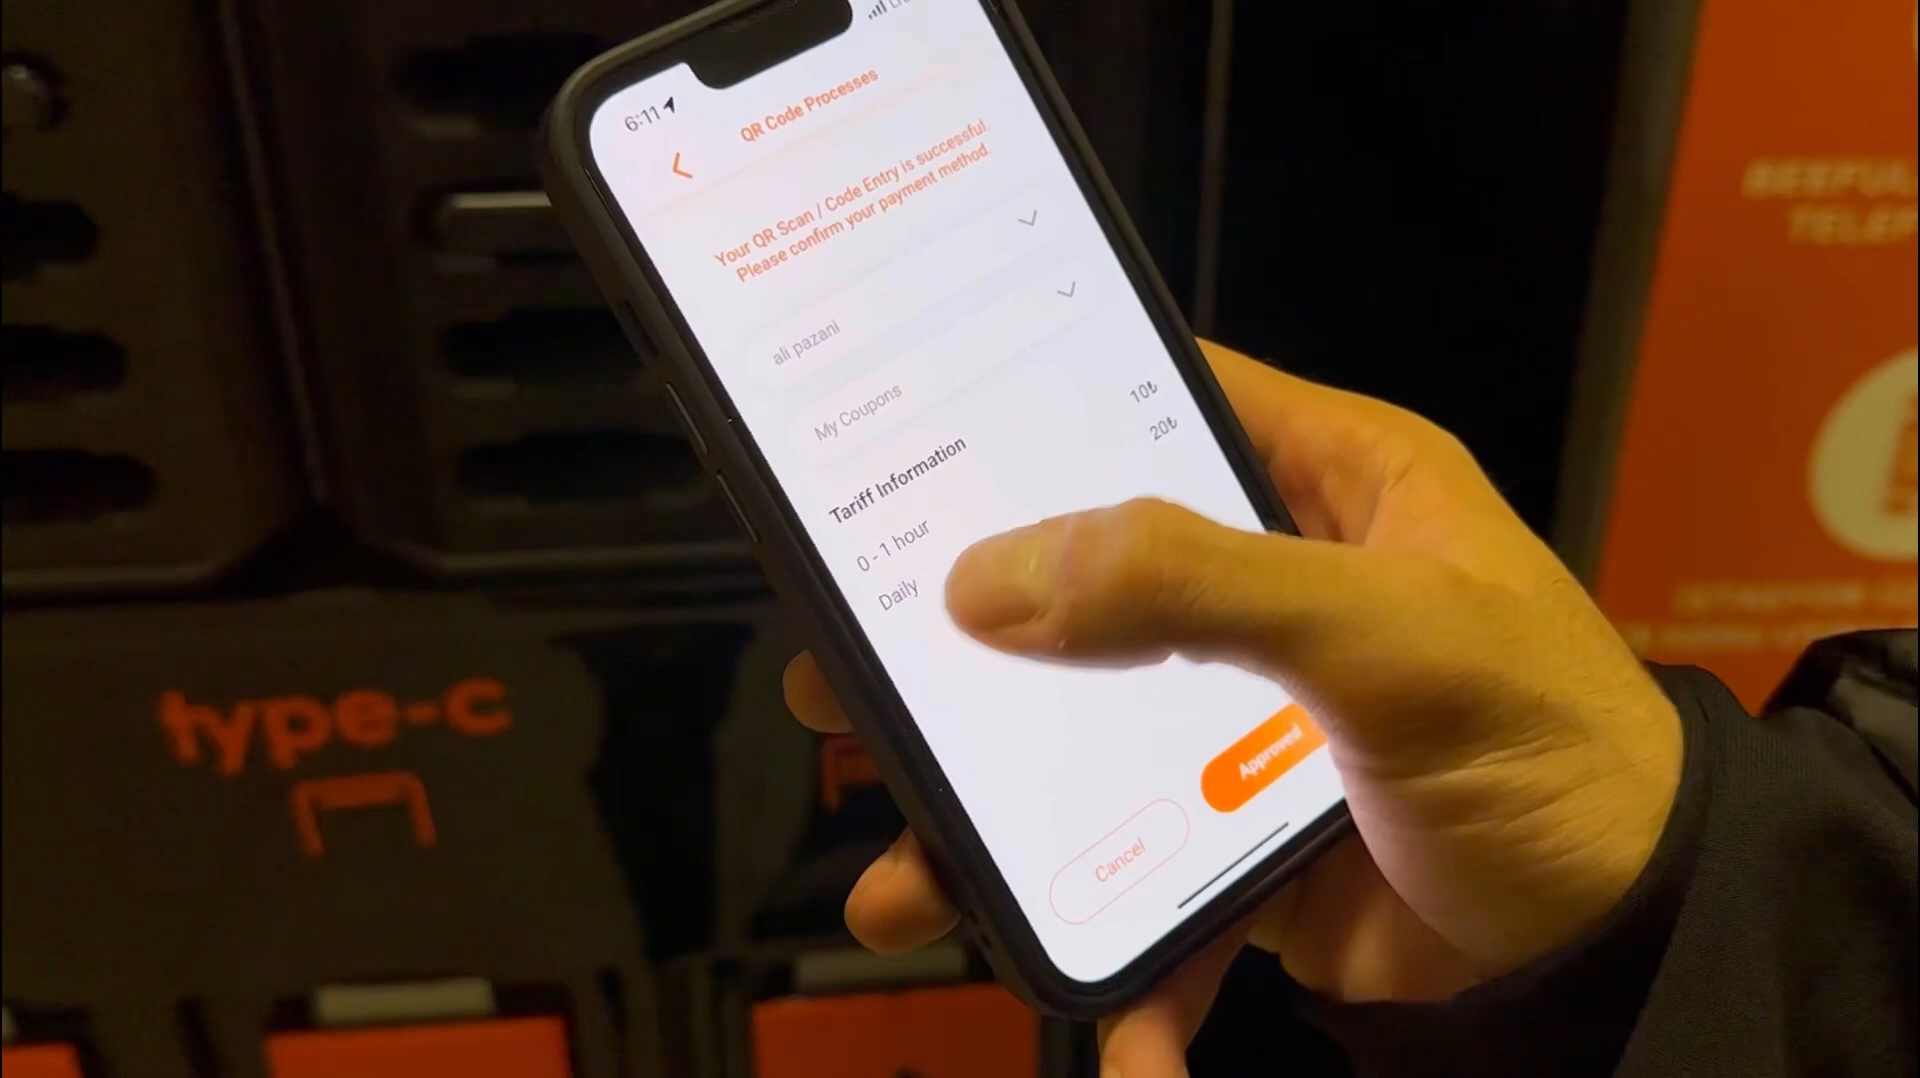 6:11
QR Code Processes
Your QR Scan / Code Entry is successful.
Please confirm your payment method.
ali pazani
My Coupons
Tariff Information
0 - 1 hour 10₺
Daily 20₺
Approved
Cancel
type-c